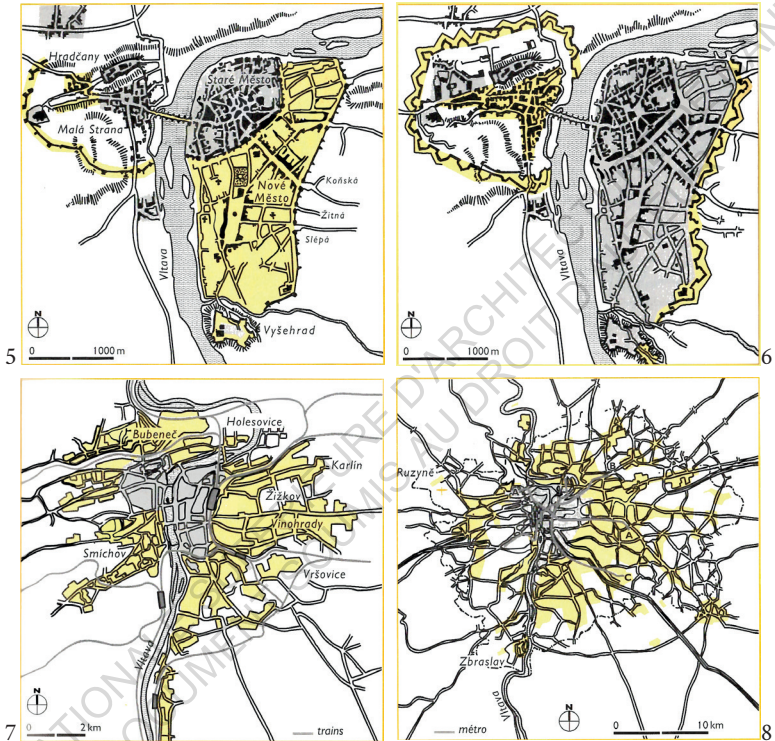 Hradčany
Staré Město
Malá Strana
Nové
Město
Koňská
Žitná
Slépá
Vltava
Vyšehrad
N
0 1000 m
5
Vltava
N
0 1000 m
6
Bubeneč
Holesovice
Karlín
Žižkov
Vinohrady
Smíchov
Vršovice
Vltava
N
0 2 km
trains
7
Ruzyně
A
B
A
C
Zbraslav
Vltava
N
métro
0 10 km
8